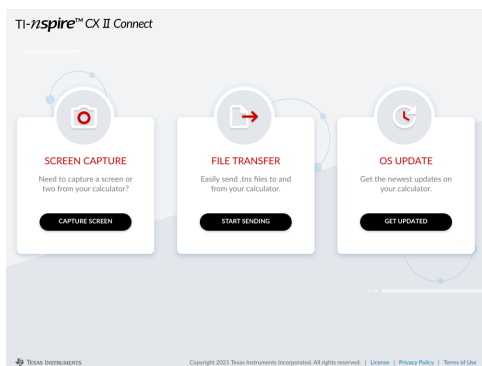 TI-nspire™ CX II Connect
SCREEN CAPTURE
Need to capture a screen or
two from your calculator?
CAPTURE SCREEN
FILE TRANSFER
Easily send .tns files to and
from your calculator.
START SENDING
OS UPDATE
Get the newest updates on
your calculator.
GET UPDATED
TEXAS INSTRUMENTS
Copyright 2021 Texas Instruments Incorporated. All rights reserved. | License | Privacy Policy | Terms of Use